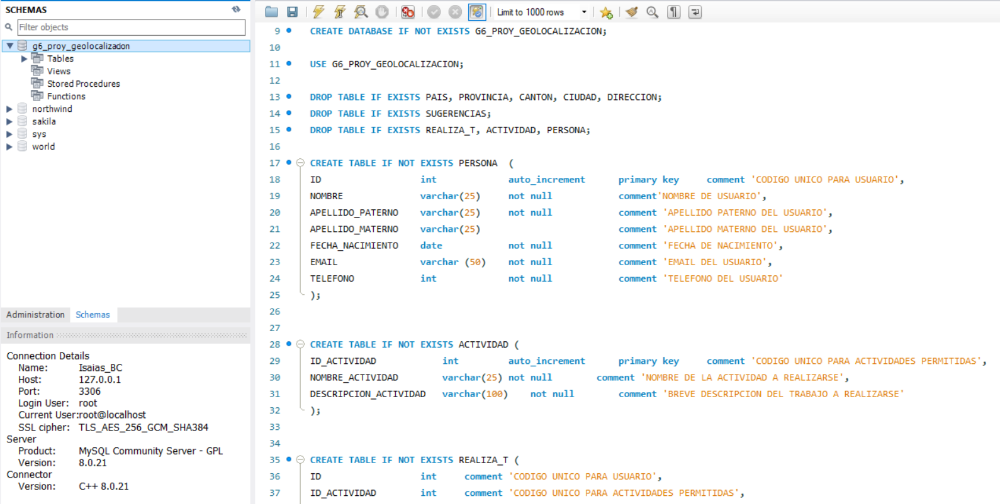 SCHEMAS
Filter objects
g6_proy_geolocalizacion
Tables
Views
Stored Procedures
Functions
northwind
sakila
sys
world
Administration Schemas
Information
Connection Details
Name: Isaias_BC
Host: 127.0.0.1
Port: 3306
Login User: root
Current User:root@localhost
SSL cipher: TLS_AES_256_GCM_SHA384
Server
Product: MySQL Community Server - GPL
Version: 8.0.21
Connector
Version: C++ 8.0.21
Limit to 1000 rows
9 CREATE DATABASE IF NOT EXISTS G6_PROY_GEOLOCALIZACION;
10
11 USE G6_PROY_GEOLOCALIZACION;
12
13 DROP TABLE IF EXISTS PAIS, PROVINCIA, CANTON, CIUDAD, DIRECCION;
14 DROP TABLE IF EXISTS SUGERENCIAS;
15 DROP TABLE IF EXISTS REALIZA_T, ACTIVIDAD, PERSONA;
16
17 CREATE TABLE IF NOT EXISTS PERSONA (
18 ID int auto_increment primary key comment 'CODIGO UNICO PARA USUARIO',
19 NOMBRE varchar(25) not null comment'NOMBRE DE USUARIO',
20 APELLIDO_PATERNO varchar(25) not null comment 'APELLIDO PATERNO DEL USUARIO',
21 APELLIDO_MATERNO varchar(25) comment 'APELLIDO MATERNO DEL USUARIO',
22 FECHA_NACIMIENTO date not null comment 'FECHA DE NACIMIENTO',
23 EMAIL varchar (50) not null comment 'EMAIL DEL USUARIO',
24 TELEFONO int not null comment 'TELEFONO DEL USUARIO'
25 );
26
27
28 CREATE TABLE IF NOT EXISTS ACTIVIDAD (
29 ID_ACTIVIDAD int auto_increment primary key comment 'CODIGO UNICO PARA ACTIVIDADES PERMITIDAS',
30 NOMBRE_ACTIVIDAD varchar(25) not null comment 'NOMBRE DE LA ACTIVIDAD A REALIZARSE',
31 DESCRIPCION_ACTIVIDAD varchar(100) not null comment 'BREVE DESCRIPCION DEL TRABAJO A REALIZARSE'
32 );
33
34
35 CREATE TABLE IF NOT EXISTS REALIZA_T (
36 ID int comment 'CODIGO UNICO PARA USUARIO',
37 ID_ACTIVIDAD int comment 'CODIGO UNICO PARA ACTIVIDADES PERMITIDAS',